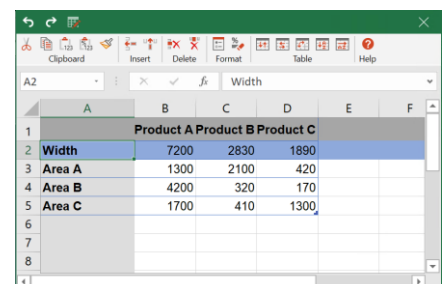 Clipboard Insert Delete Format Table Help
A2 fx Width
A B C D E F
1 Product A Product B Product C
2 Width 7200 2830 1890
3 Area A 1300 2100 420
4 Area B 4200 320 170
5 Area C 1700 410 1300
6
7
8